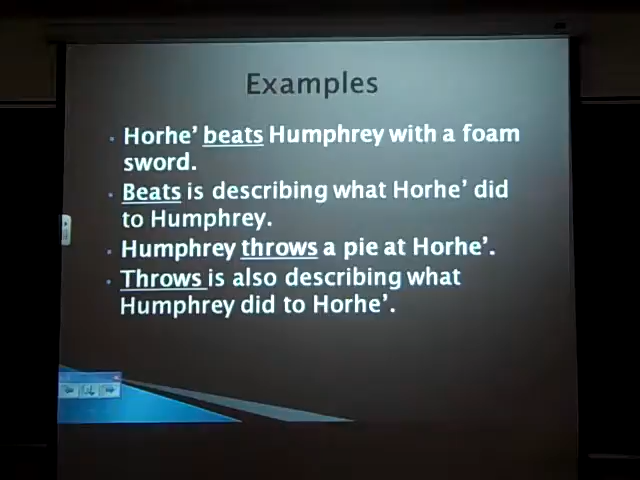 Examples
Horhe' beats Humphrey with a foam
sword.
Beats is describing what Horhe' did
to Humphrey.
Humphrey throws a pie at Horhe'.
Throws is also describing what
Humphrey did to Horhe'.